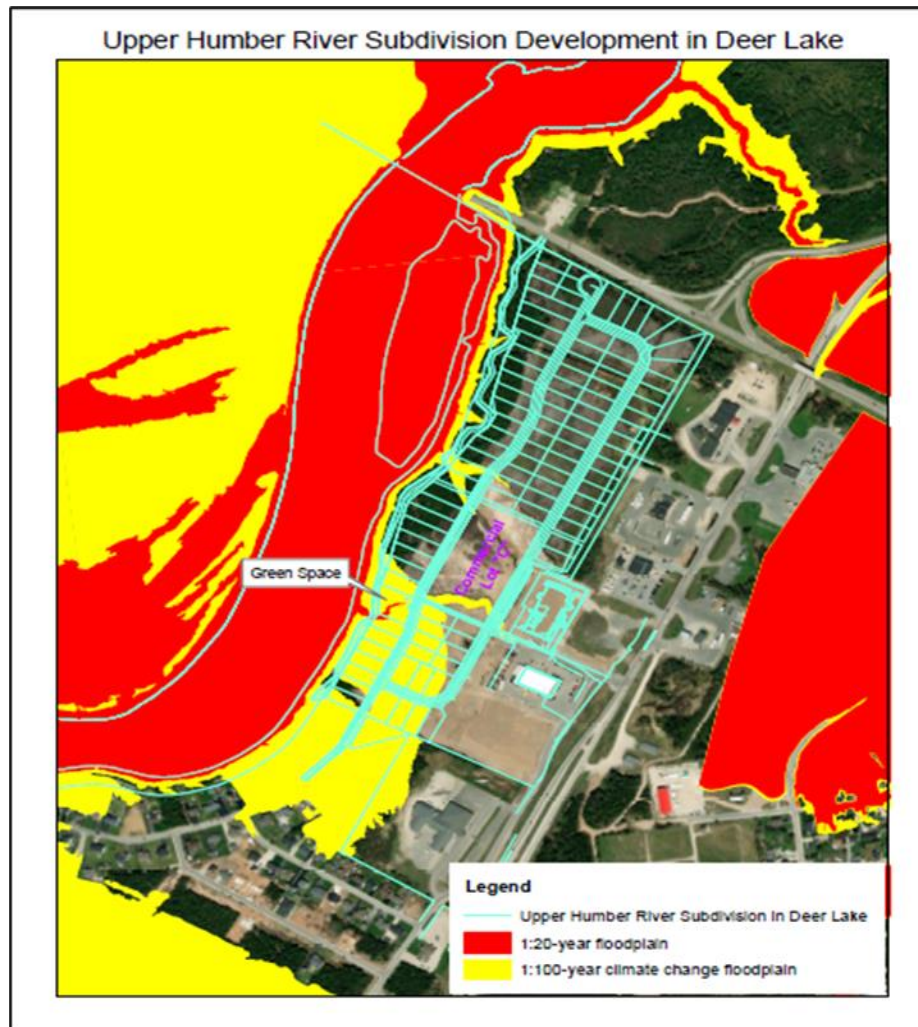 Upper Humber River Subdivision Development in Deer Lake
Commercial
Lot "C"
Green Space
Legend
Upper Humber River Subdivision in Deer Lake
1:20-year floodplain
1:100-year climate change floodplain